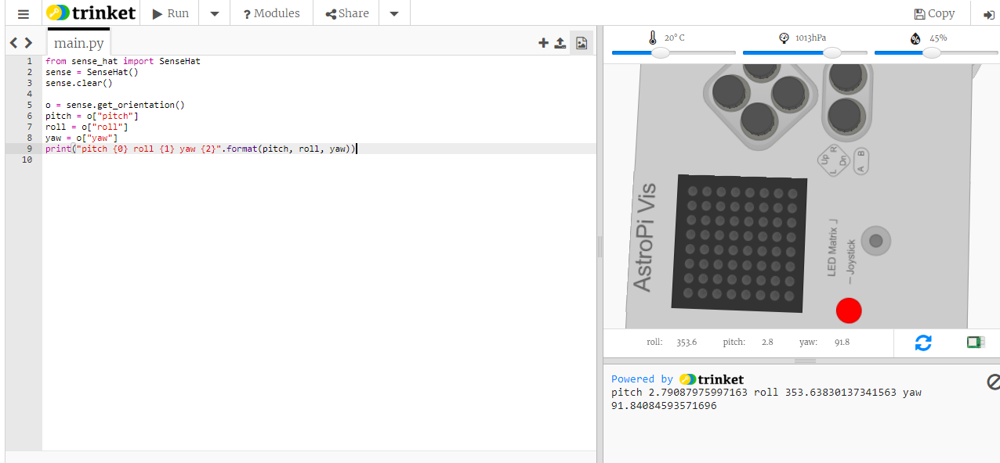 trinket Run ? Modules Share Copy
main.py
20° C 1013hPa 45%
1 from sense_hat import SenseHat
2 sense = SenseHat()
3 sense.clear()
4
5 o = sense.get_orientation()
6 pitch = o["pitch"]
7 roll = o["roll"]
8 yaw = o["yaw"]
9 print("pitch {0} roll {1} yaw {2}".format(pitch, roll, yaw))
10
Up R
L Dn
A B
AstroPi Vis
LED Matrix
Joystick
roll: 353.6 pitch: 2.8 yaw: 91.8
Powered by trinket
pitch 2.79087975997163 roll 353.63830137341563 yaw
91.84084593571696